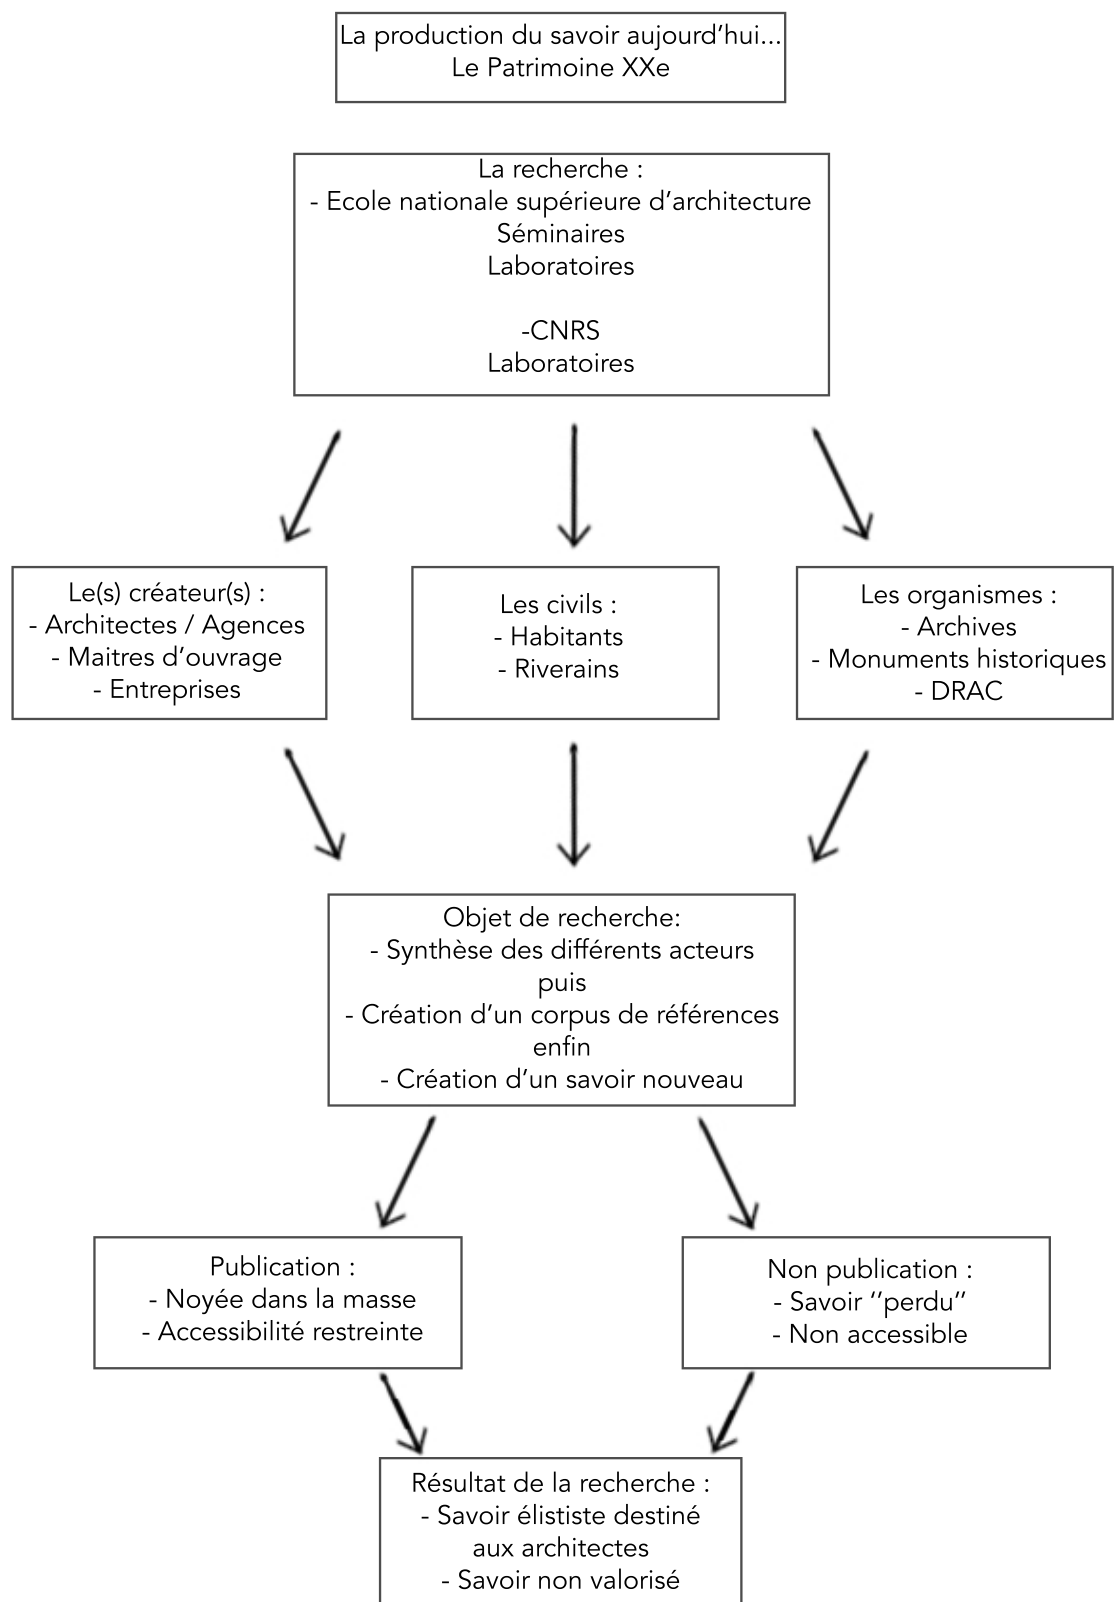 La production du savoir aujourd’hui...
Le Patrimoine XXe
La recherche :
- Ecole nationale supérieure d’architecture
Séminaires
Laboratoires
-CNRS
Laboratoires
Le(s) créateur(s) :
- Architectes / Agences
- Maitres d’ouvrage
- Entreprises
Les civils :
- Habitants
- Riverains
Les organismes :
- Archives
- Monuments historiques
- DRAC
Objet de recherche:
- Synthèse des différents acteurs
puis
- Création d’un corpus de références
enfin
- Création d’un savoir nouveau
Publication :
- Noyée dans la masse
- Accessibilité restreinte
Non publication :
- Savoir ‘’perdu’’
- Non accessible
Résultat de la recherche :
- Savoir élististe destiné
aux architectes
- Savoir non valorisé